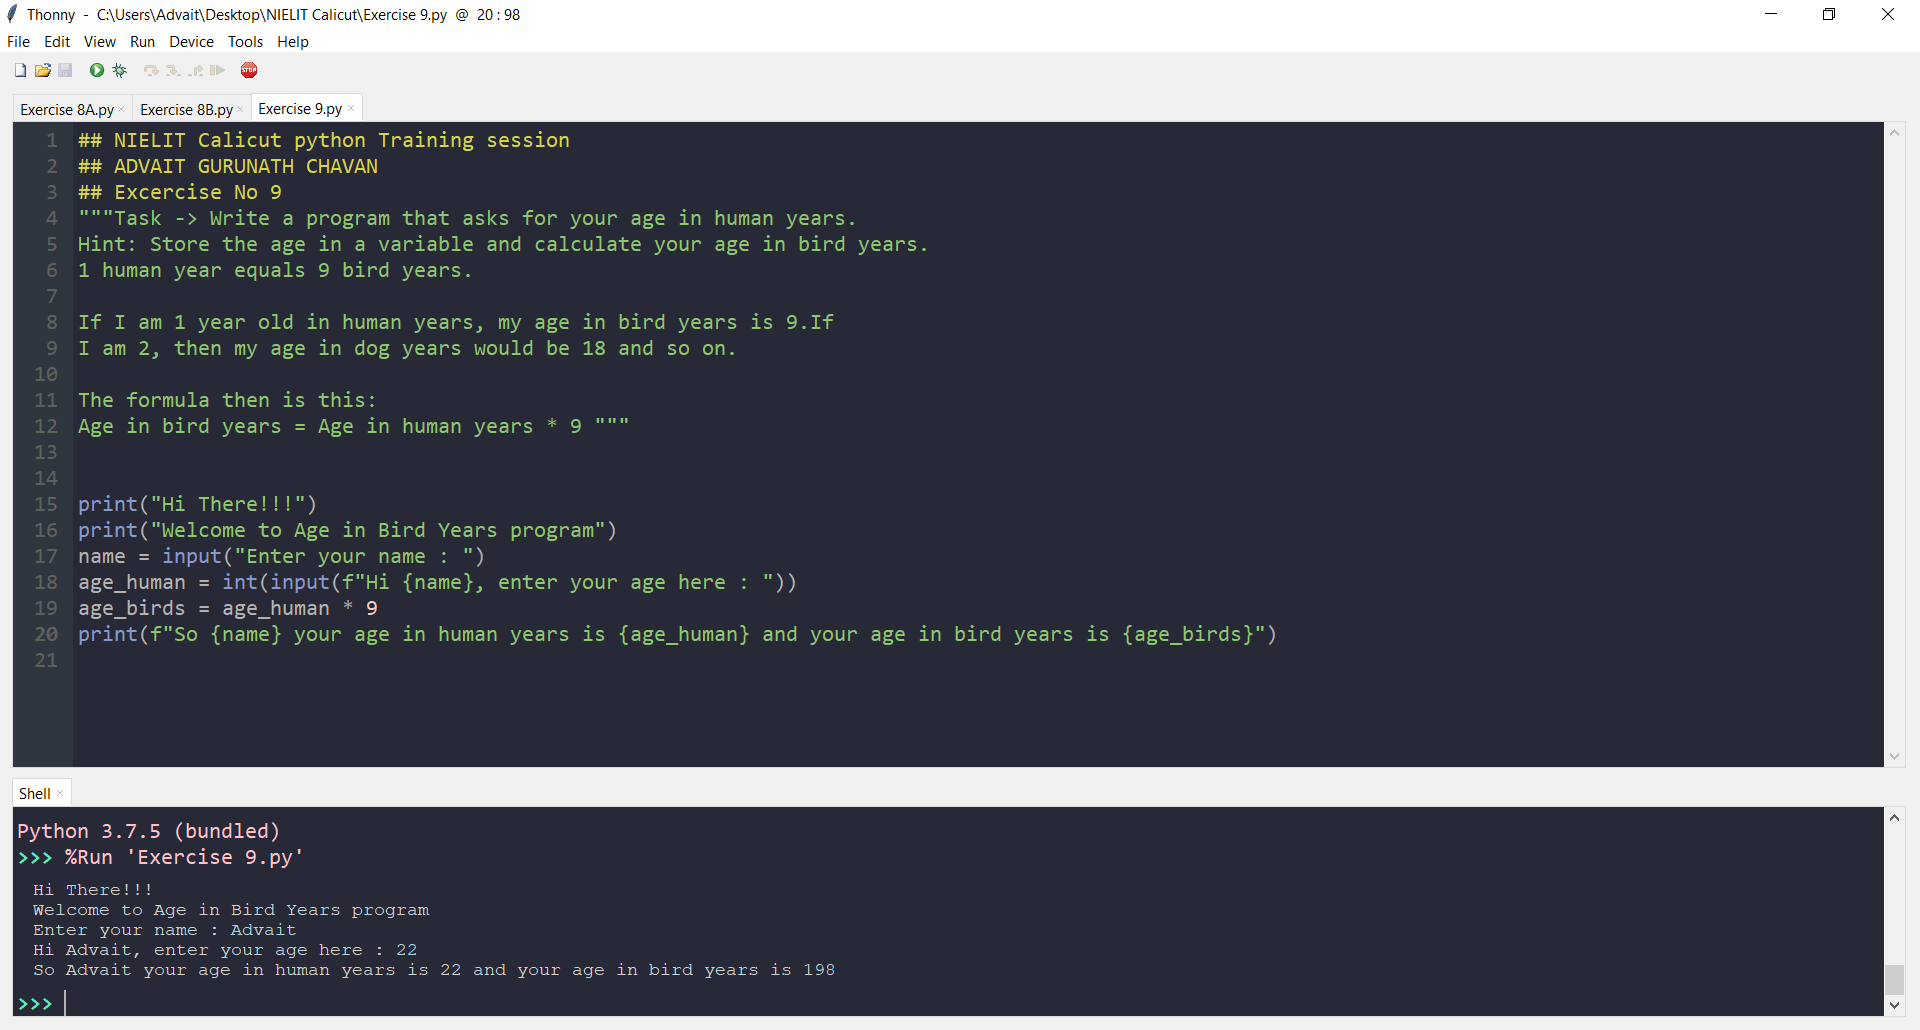 Thonny - C:\Users\Advait\Desktop\NIELIT Calicut\Exercise 9.py @ 20 : 98
File Edit View Run Device Tools Help
STOP
Exercise 8A.py × Exercise 8B.py × Exercise 9.py ×
1 ## NIELIT Calicut python Training session
2 ## ADVAIT GURUNATH CHAVAN
3 ## Excercise No 9
4 """Task -> Write a program that asks for your age in human years.
5 Hint: Store the age in a variable and calculate your age in bird years.
6 1 human year equals 9 bird years.
7
8 If I am 1 year old in human years, my age in bird years is 9.If
9 I am 2, then my age in dog years would be 18 and so on.
10
11 The formula then is this:
12 Age in bird years = Age in human years * 9 """
13
14
15 print("Hi There!!!")
16 print("Welcome to Age in Bird Years program")
17 name = input("Enter your name : ")
18 age_human = int(input(f"Hi {name}, enter your age here : "))
19 age_birds = age_human * 9
20 print(f"So {name} your age in human years is {age_human} and your age in bird years is {age_birds}")
21
Shell ×
Python 3.7.5 (bundled)
>>> %Run 'Exercise 9.py'
Hi There!!!
Welcome to Age in Bird Years program
Enter your name : Advait
Hi Advait, enter your age here : 22
So Advait your age in human years is 22 and your age in bird years is 198
>>>